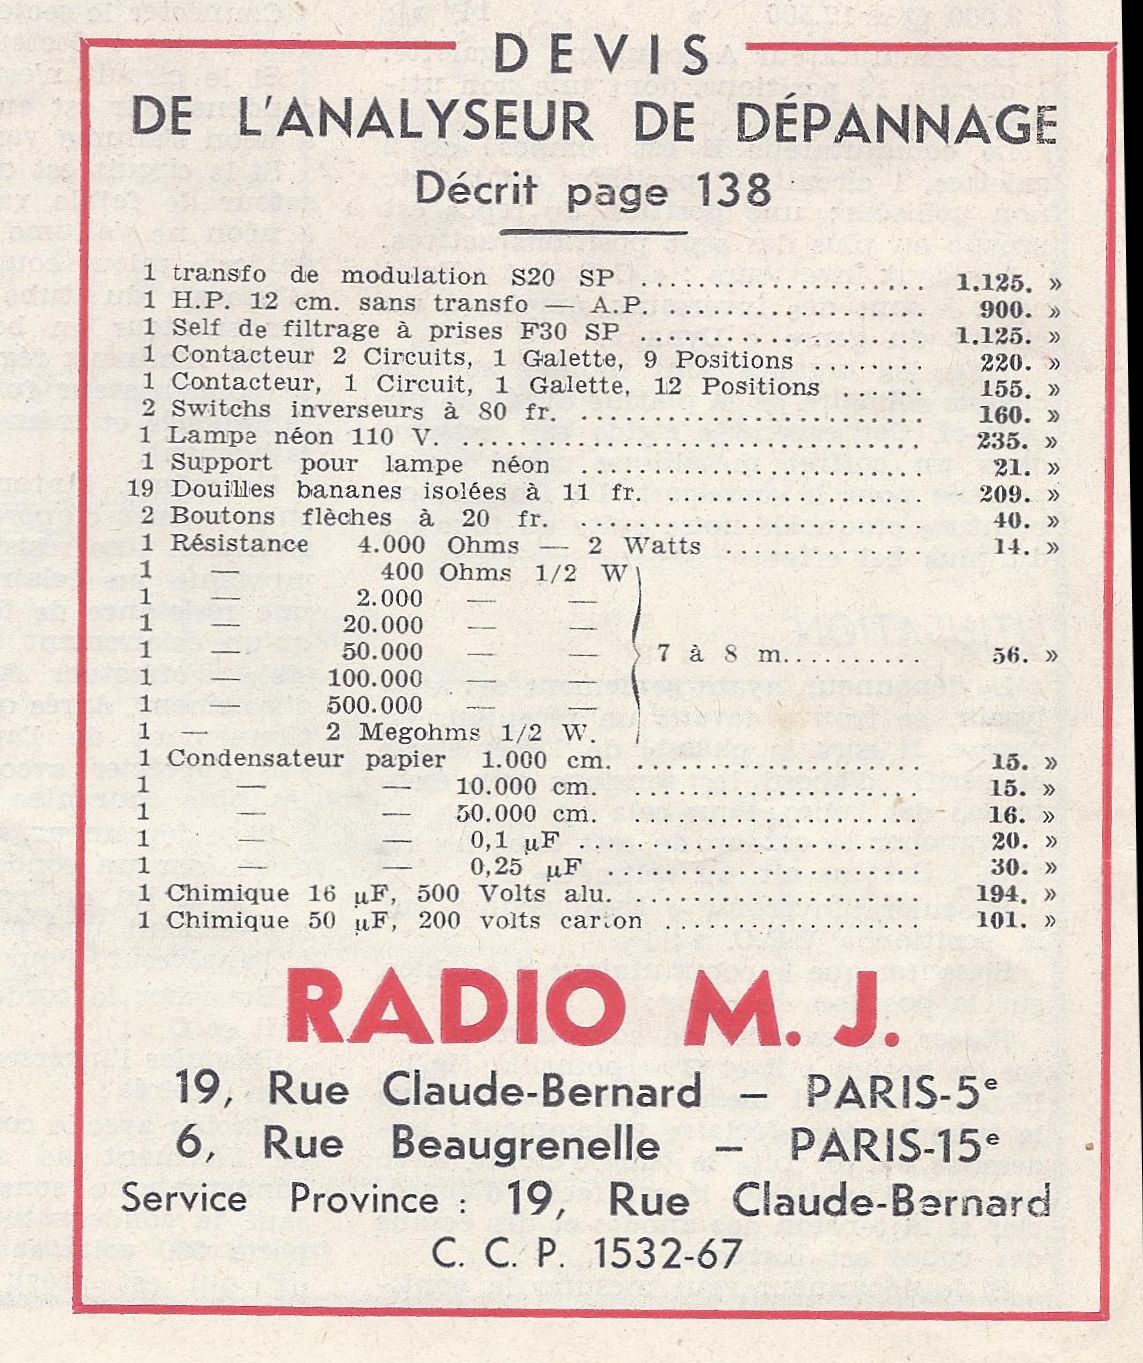 DEVIS
DE L'ANALYSEUR DE DÉPANNAGE
Décrit page 138
1 transfo de modulation S20 SP .................... 1.125. »
1 H.P. 12 cm. sans transfo — A.P. ................... 900. »
1 Self de filtrage à prises F30 SP .................... 1.125. »
1 Contacteur 2 Circuits, 1 Galette, 9 Positions ........ 220. »
1 Contacteur, 1 Circuit, 1 Galette, 12 Positions ...... 155. »
2 Switchs inverseurs à 80 fr. ........................ 160. »
1 Lampe néon 110 V. ................................ 235. »
1 Support pour lampe néon ........................ 21. »
19 Douilles bananes isolées à 11 fr. .................. 209. »
2 Boutons flèches à 20 fr. ........................ 40. »
1 Résistance 4.000 Ohms — 2 Watts .............. 14. »
1 — 400 Ohms 1/2 W
1 — 2.000 — —
1 — 20.000 — —
1 — 50.000 — — 7 à 8 m.......... 56. »
1 — 100.000 — —
1 — 500.000 — —
1 — 2 Megohms 1/2 W.
1 Condensateur papier 1.000 cm. .................... 15. »
1 — — 10.000 cm. .................... 15. »
1 — — 50.000 cm. .................... 16. »
1 — — 0,1 µF ........................ 20. »
1 — — 0,25 µF ...................... 30. »
1 Chimique 16 µF, 500 Volts alu. .................... 194. »
1 Chimique 50 µF, 200 volts carton .................. 101. »
RADIO M. J.
19, Rue Claude-Bernard — PARIS-5e
6, Rue Beaugrenelle — PARIS-15e
Service Province : 19, Rue Claude-Bernard
C. C. P. 1532-67